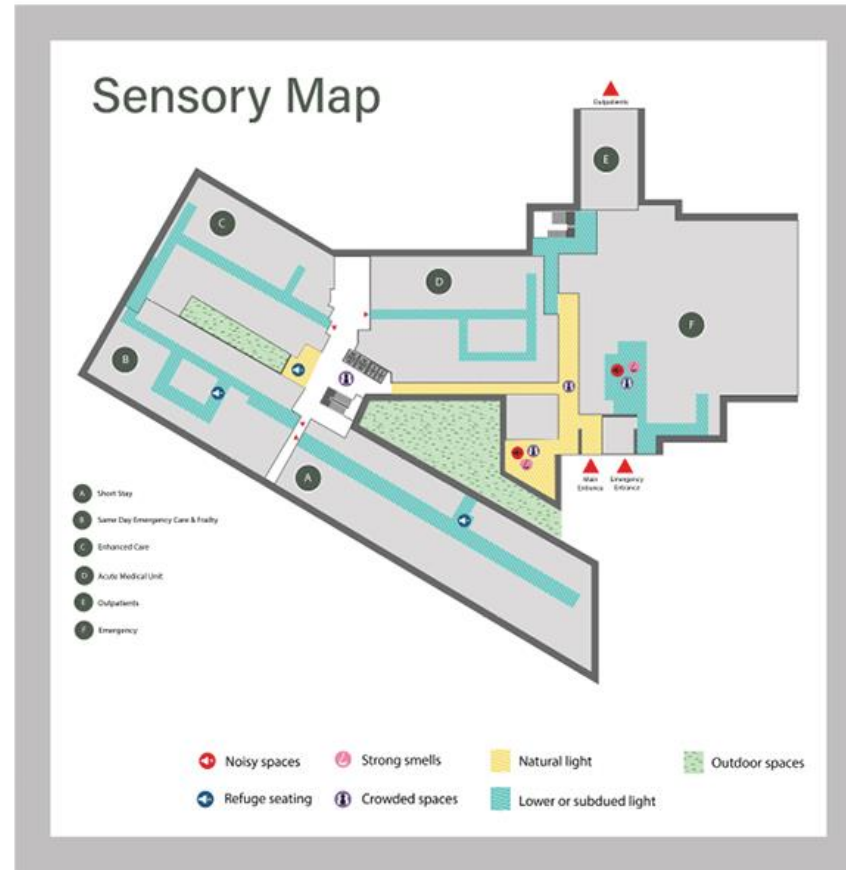 Sensory Map
Outpatients
E
C
D
F
B
A
Main
Entrance
Emergency
Entrance
A Short Stay
B Same Day Emergency Care & Frailty
C Enhanced Care
D Acute Medical Unit
E Outpatients
F Emergency
Noisy spaces
Strong smells
Natural light
Outdoor spaces
Refuge seating
Crowded spaces
Lower or subdued light